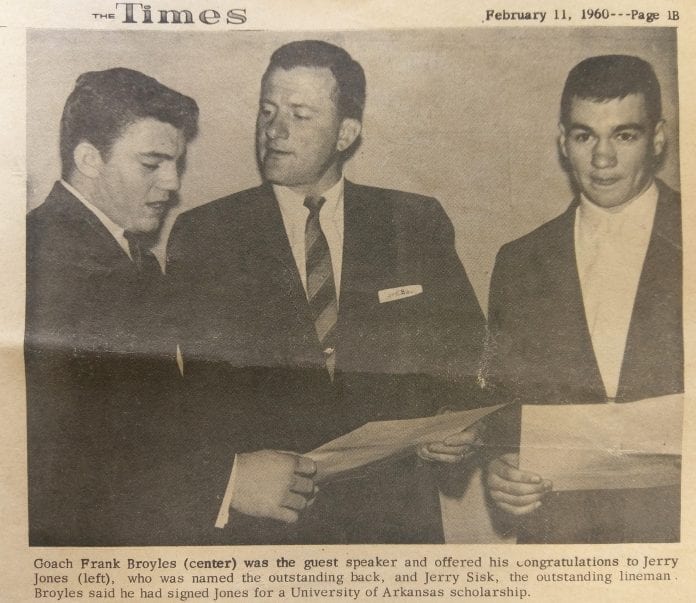 THE Times
February 11, 1960---Page 1B
Goach Frank Broyles (center) was the guest speaker and offered his congratulations to Jerry
Jones (left), who was named the outstanding back, and Jerry Sisk, the outstanding lineman.
Broyles said he had signed Jones for a University of Arkansas scholarship.